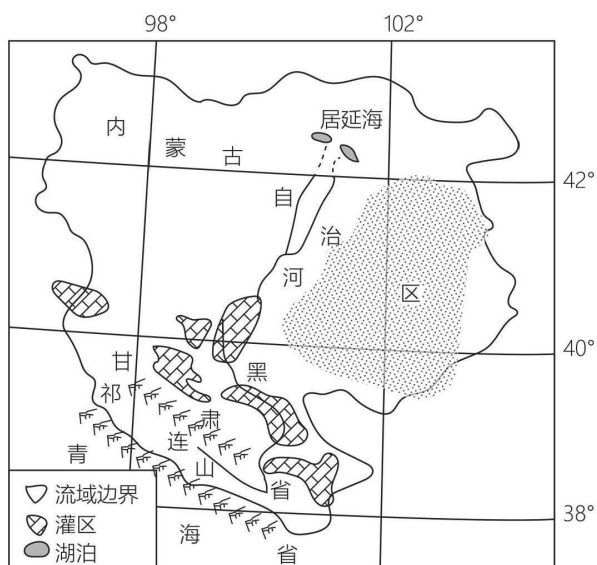 98° 102°
居延海
内蒙古自治区
42°
河
40°
甘
黑
祁
肃
连
青
山
省
38°
海
省
流域边界
灌区
湖泊